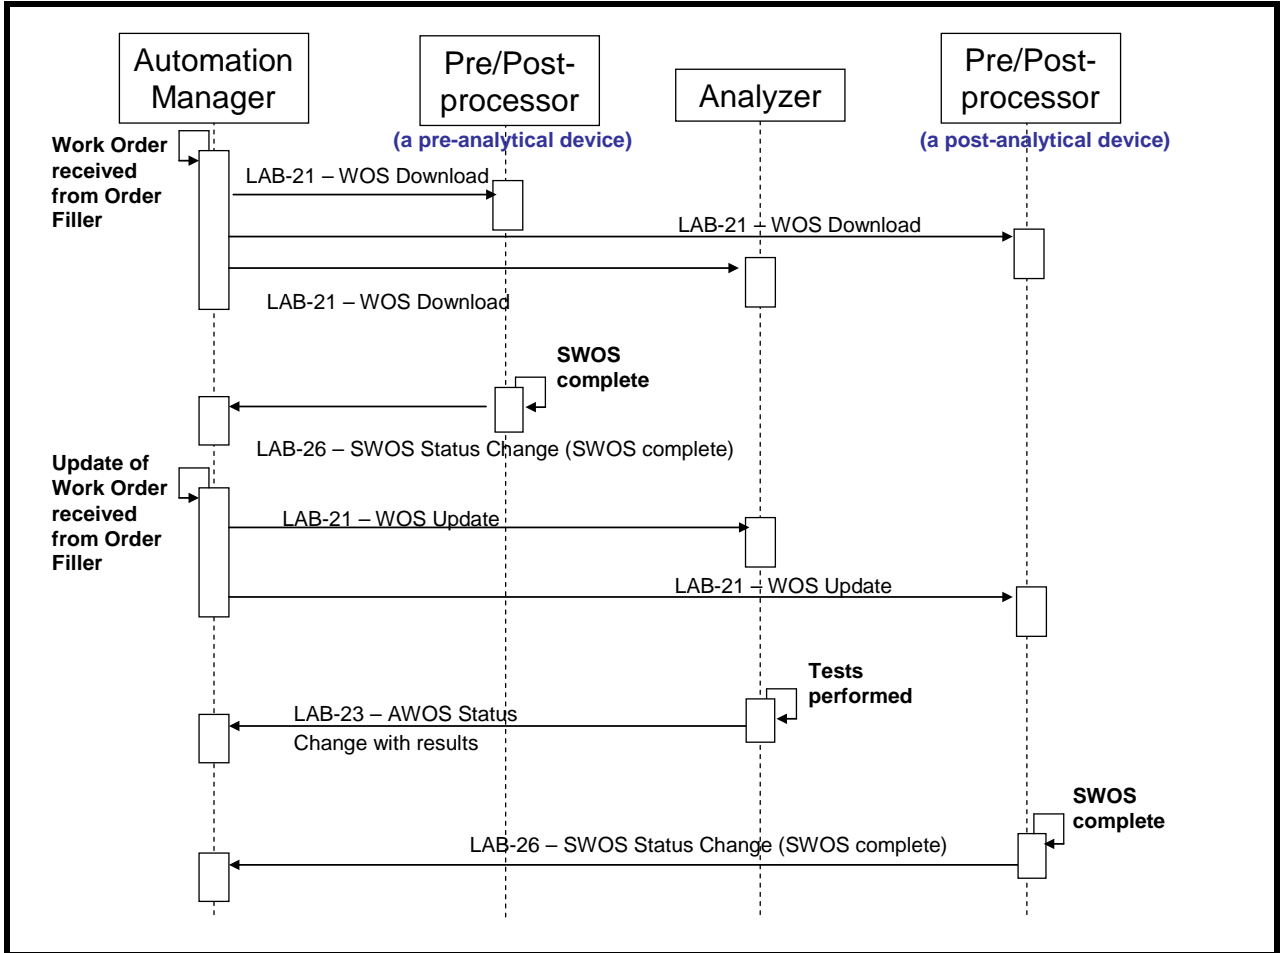 Automation
Manager
Pre/Post-
processor
(a pre-analytical device)
Analyzer
Pre/Post-
processor
(a post-analytical device)
Work Order
received
from Order
Filler
LAB-21 – WOS Download
LAB-21 – WOS Download
LAB-21 – WOS Download
SWOS
complete
LAB-26 – SWOS Status Change (SWOS complete)
Update of
Work Order
received
from Order
Filler
LAB-21 – WOS Update
LAB-21 – WOS Update
Tests
performed
LAB-23 – AWOS Status
Change with results
SWOS
complete
LAB-26 – SWOS Status Change (SWOS complete)